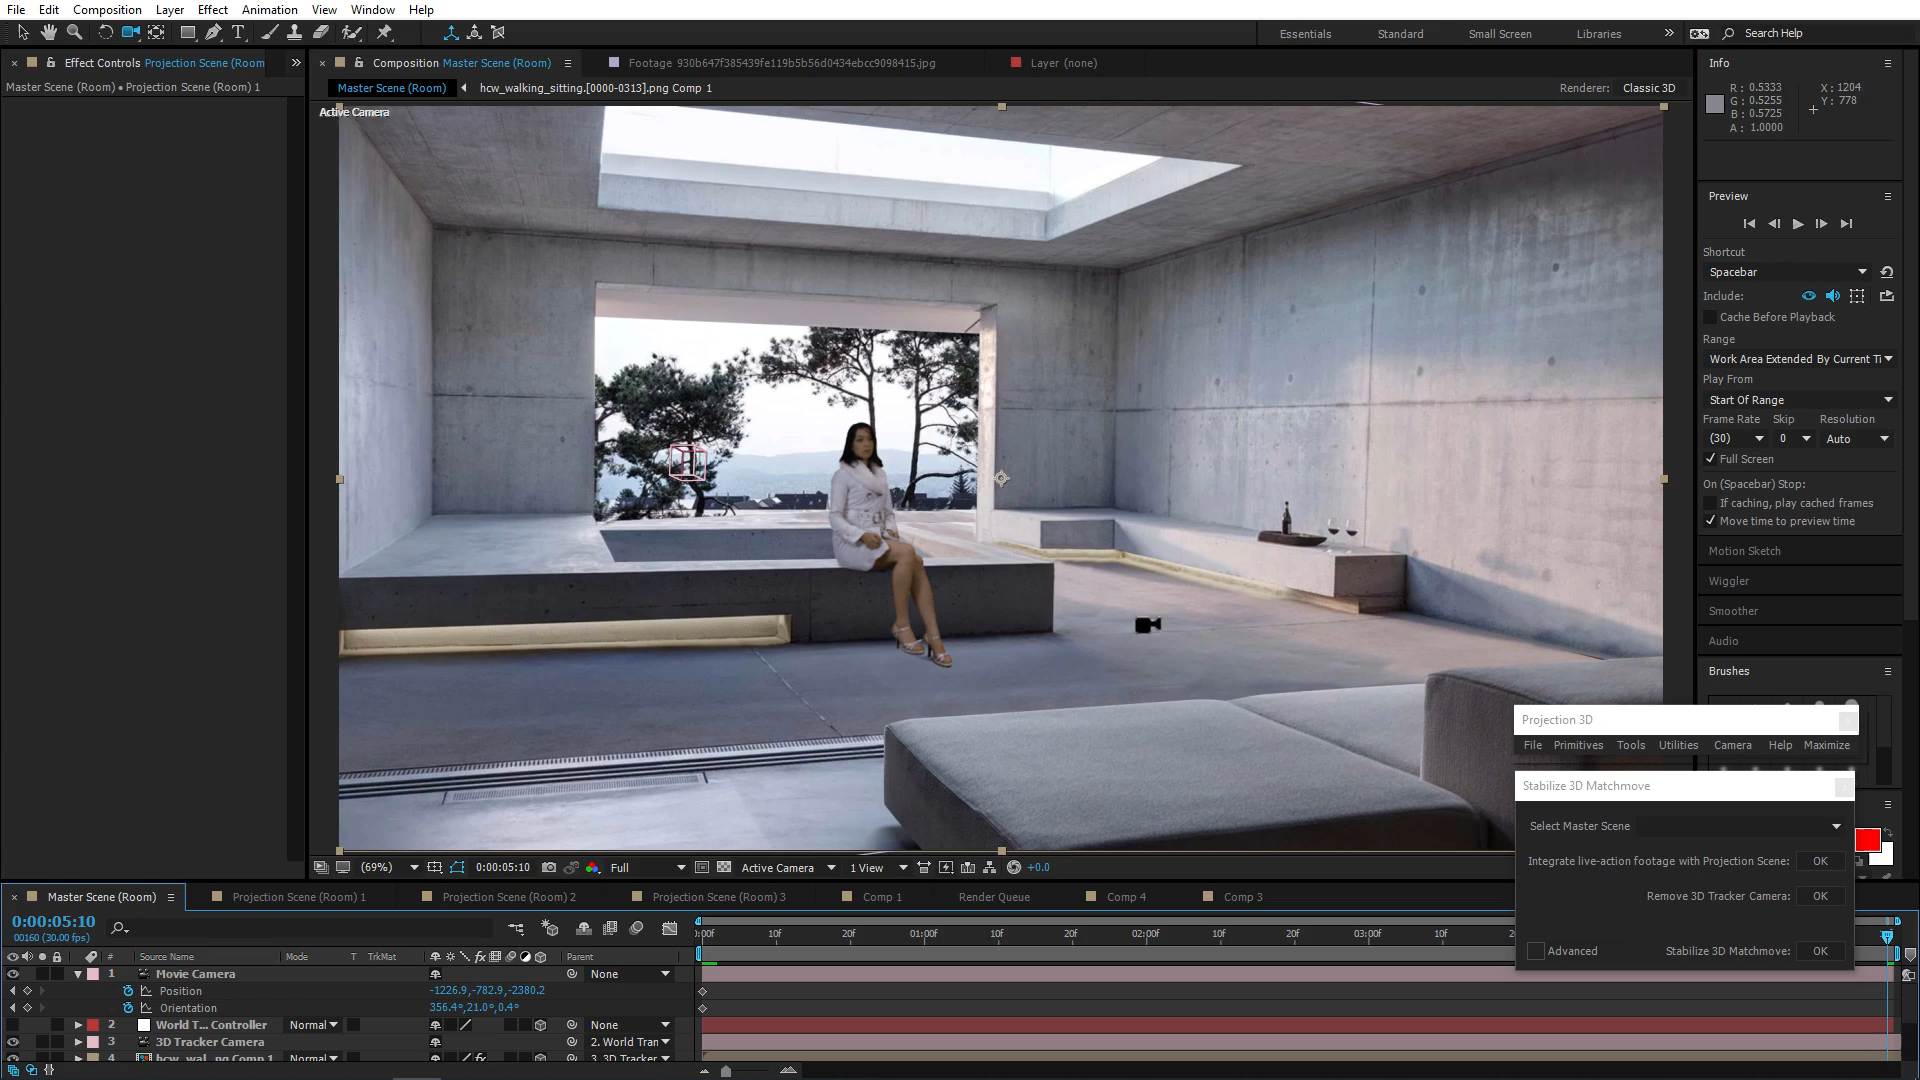 File Edit Composition Layer Effect Animation View Window Help
Essentials Standard Small Screen Libraries » Search Help
× Effect Controls Projection Scene (Room) »
× Composition Master Scene (Room) Footage 930b647f385439fe119b5b56d0434ebcc9098415.jpg Layer (none)
Info
Master Scene (Room) • Projection Scene (Room) 1
Master Scene (Room) hcw_walking_sitting.[0000-0313].png Comp 1
Renderer: Classic 3D
R : 0.5333
G : 0.5255
B : 0.5725
A : 1.0000
X : 1204
Y : 778
Active Camera
Preview
Shortcut
Spacebar
Include:
Cache Before Playback
Range
Work Area Extended By Current Ti
Play From
Start Of Range
Frame Rate Skip Resolution
(30) 0 Auto
Full Screen
On (Spacebar) Stop:
If caching, play cached frames
Move time to preview time
Motion Sketch
Wiggler
Smoother
Audio
Brushes
Projection 3D
File Primitives Tools Utilities Camera Help Maximize
Stabilize 3D Matchmove
Select Master Scene
Integrate live-action footage with Projection Scene: OK
Remove 3D Tracker Camera: OK
Advanced Stabilize 3D Matchmove: OK
(69%) 0:00:05:10 Full Active Camera 1 View +0.0
× Master Scene (Room) Projection Scene (Room) 1 Projection Scene (Room) 2 Projection Scene (Room) 3 Comp 1 Render Queue Comp 4 Comp 3
0:00:05:10
00160 (30.00 fps)
:00f 10f 20f 01:00f 10f 20f 02:00f 10f 20f 03:00f 10f
# Source Name Mode T TrkMat Parent
1 Movie Camera None
Position -1226.9,-782.9,-2380.2
Orientation 356.4°,21.0°,0.4°
2 World T... Controller Normal None
3 3D Tracker Camera 2. World Tran
4 hcw_wal...ng Comp 1 Normal 3. 3D Tracker